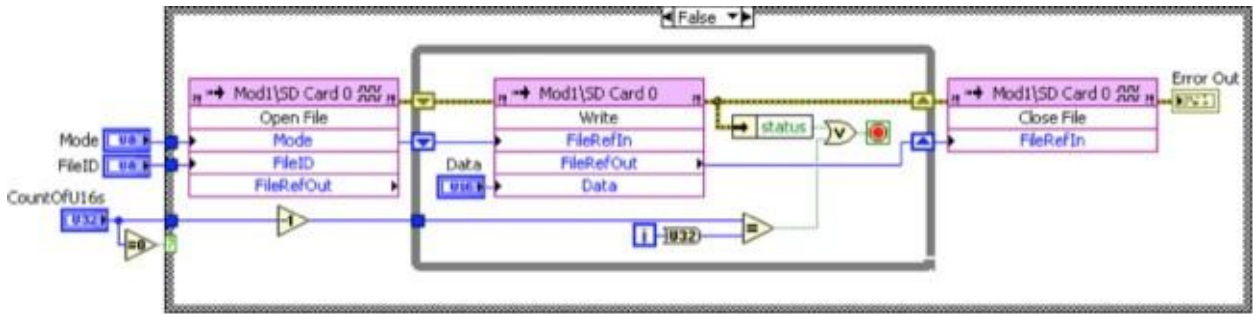 False
Mod1\SD Card 0
Open File
Mode
FileID
FileRefOut
Mod1\SD Card 0
Write
FileRefIn
FileRefOut
Data
status
Mod1\SD Card 0
Close File
FileRefIn
Error Out
Mode
U8
FileID
U8
Data
U16
CountOfU16s
U32
=0
-1
i
U32
=
V
?